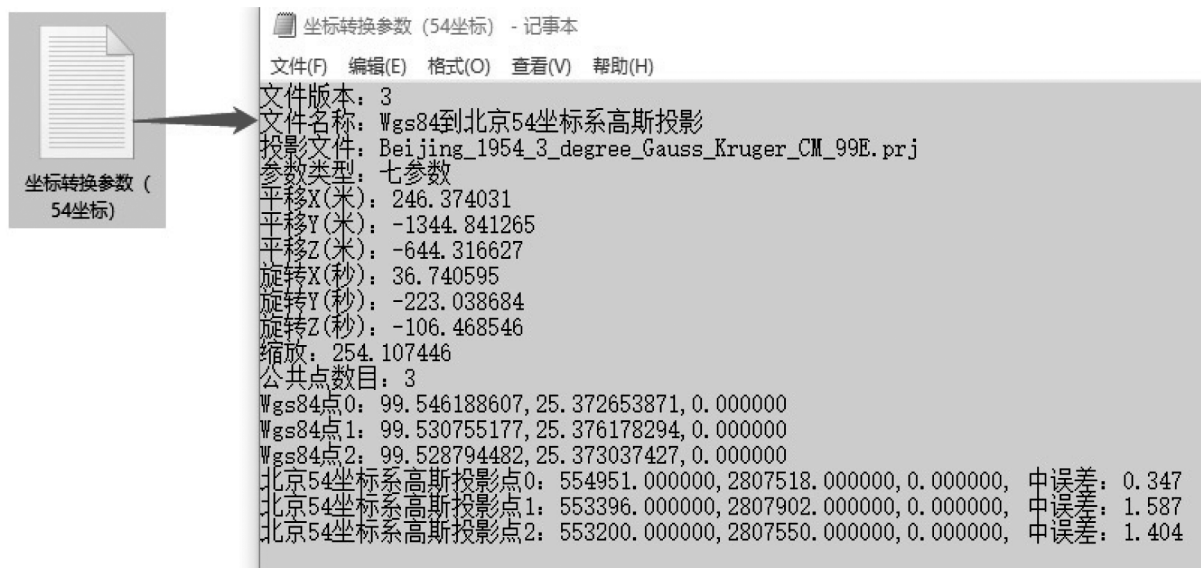 坐标转换参数（
54坐标)
坐标转换参数（54坐标) - 记事本
文件(F) 编辑(E) 格式(O) 查看(V) 帮助(H)
文件版本：3
文件名称：Wgs84到北京54坐标系高斯投影
投影文件：Beijing_1954_3_degree_Gauss_Kruger_CM_99E.prj
参数类型：七参数
平移X(米)：246.374031
平移Y(米)：-1344.841265
平移Z(米)：-644.316627
旋转X(秒)：36.740595
旋转Y(秒)：-223.038684
旋转Z(秒)：-106.468546
缩放：254.107446
公共点数目：3
Wgs84点0：99.546188607,25.372653871,0.000000
Wgs84点1：99.530755177,25.376178294,0.000000
Wgs84点2：99.528794482,25.373037427,0.000000
北京54坐标系高斯投影点0：554951.000000,2807518.000000,0.000000, 中误差：0.347
北京54坐标系高斯投影点1：553396.000000,2807902.000000,0.000000, 中误差：1.587
北京54坐标系高斯投影点2：553200.000000,2807550.000000,0.000000, 中误差：1.404